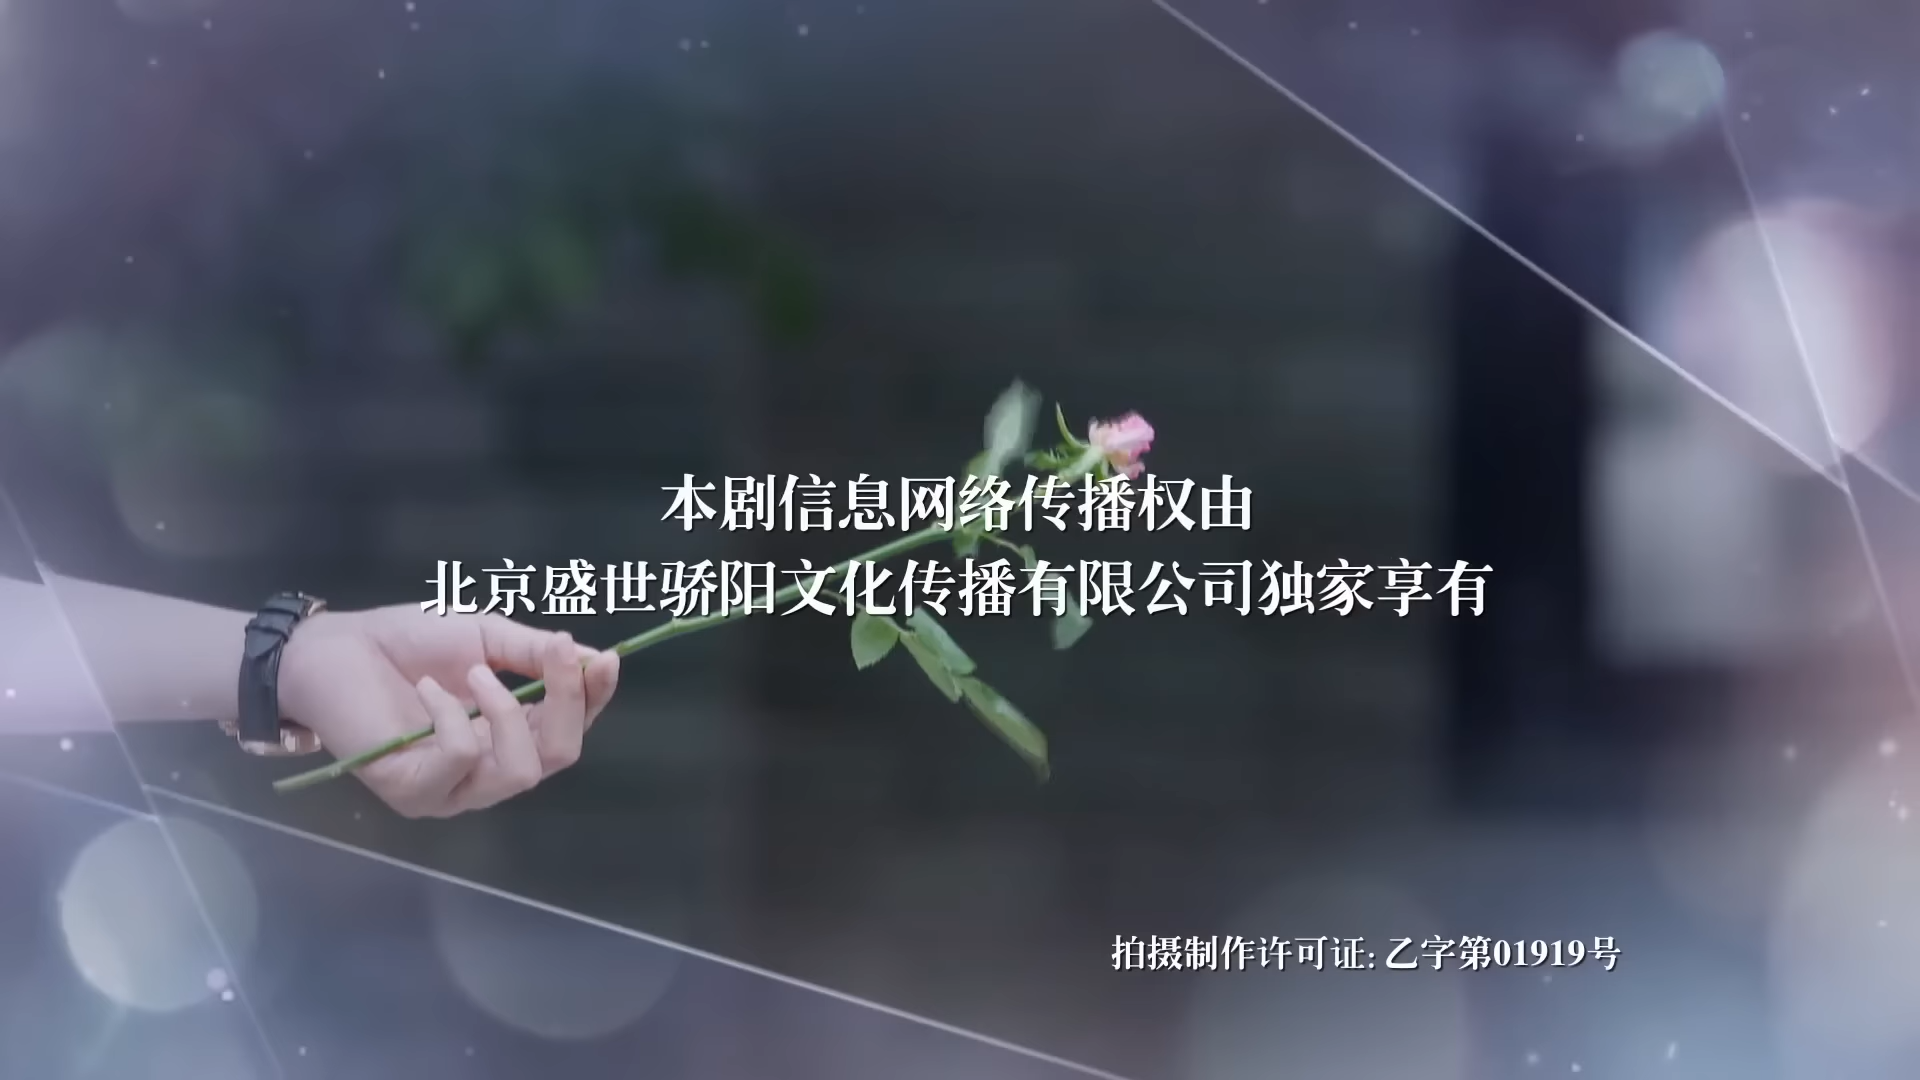 本剧信息网络传播权由
北京盛世骄阳文化传播有限公司独家享有
拍摄制作许可证: 乙字第01919号